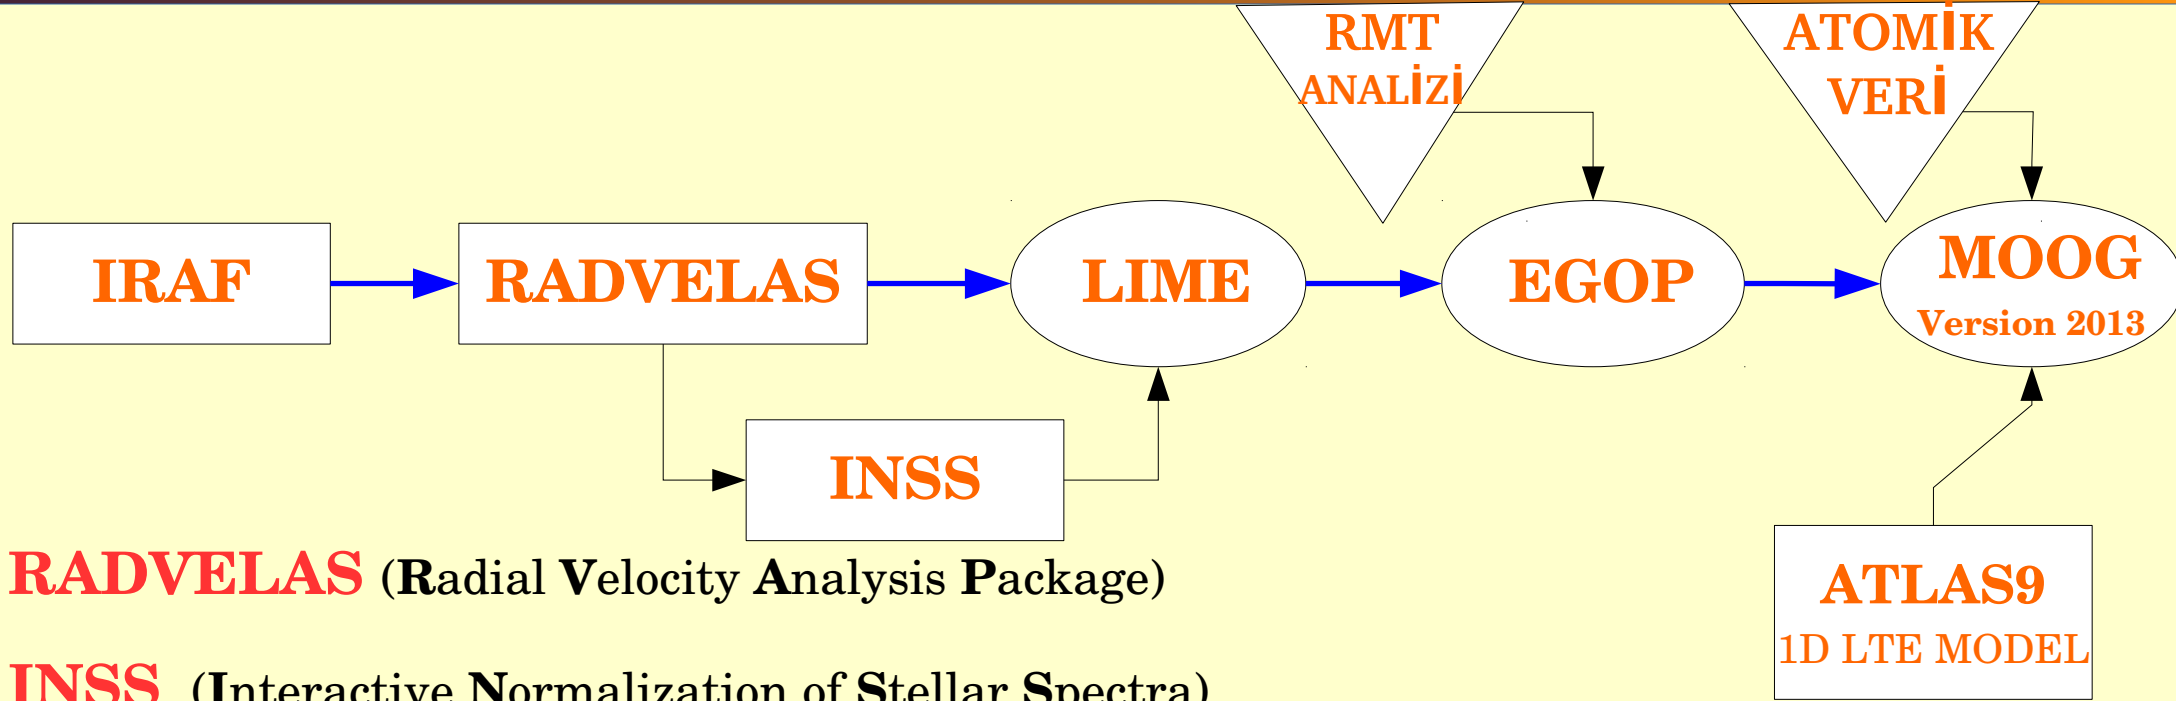 RMT
ANALİZİ
ATOMİK
VERİ
IRAF
RADVELAS
LIME
EGOP
MOOG
Version 2013
INSS
ATLAS9
1D LTE MODEL
RADVELAS (Radial Velocity Analysis Package)
INSS (Interactive Normalization of Stellar Spectra)